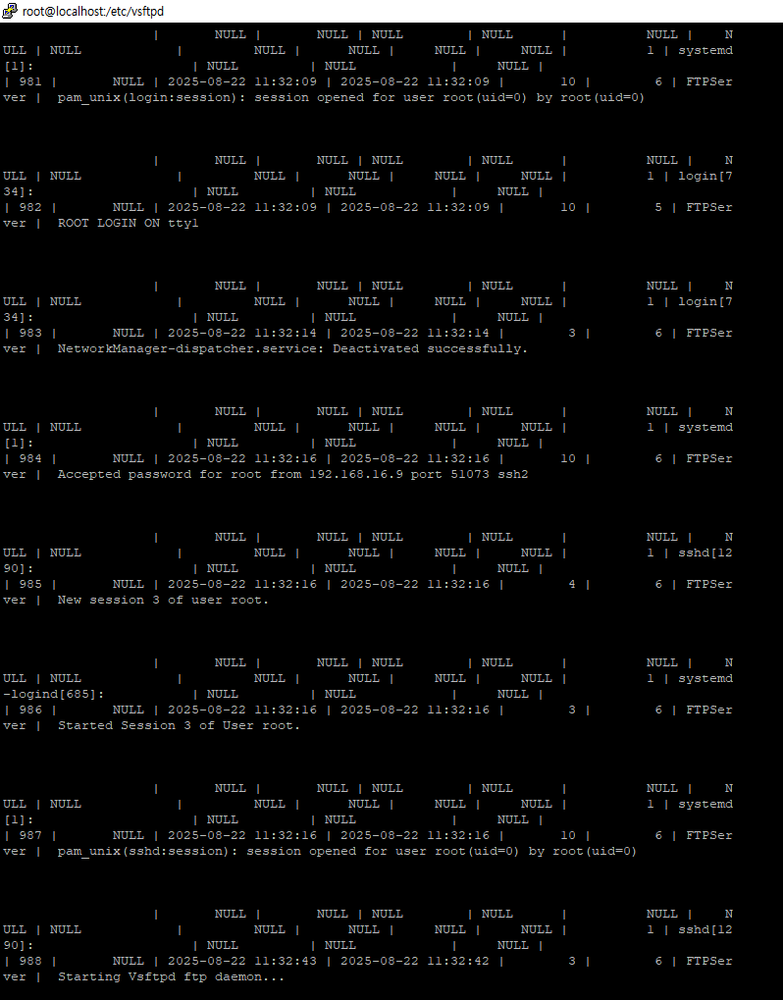 root@localhost:/etc/vsftpd
| NULL | NULL | NULL | NULL | NULL | N
ULL | NULL | NULL | NULL | NULL | NULL | 1 | systemd
[1]: | NULL | NULL | NULL |
| 981 | NULL | 2025-08-22 11:32:09 | 2025-08-22 11:32:09 | 10 | 6 | FTPSer
ver | pam_unix(login:session): session opened for user root(uid=0) by root(uid=0)
| NULL | NULL | NULL | NULL | NULL | N
ULL | NULL | NULL | NULL | NULL | NULL | 1 | login[7
34]: | NULL | NULL | NULL |
| 982 | NULL | 2025-08-22 11:32:09 | 2025-08-22 11:32:09 | 10 | 5 | FTPSer
ver | ROOT LOGIN ON tty1
| NULL | NULL | NULL | NULL | NULL | N
ULL | NULL | NULL | NULL | NULL | NULL | 1 | login[7
34]: | NULL | NULL | NULL |
| 983 | NULL | 2025-08-22 11:32:14 | 2025-08-22 11:32:14 | 3 | 6 | FTPSer
ver | NetworkManager-dispatcher.service: Deactivated successfully.
| NULL | NULL | NULL | NULL | NULL | N
ULL | NULL | NULL | NULL | NULL | NULL | 1 | systemd
[1]: | NULL | NULL | NULL |
| 984 | NULL | 2025-08-22 11:32:16 | 2025-08-22 11:32:16 | 10 | 6 | FTPSer
ver | Accepted password for root from 192.168.16.9 port 51073 ssh2
| NULL | NULL | NULL | NULL | NULL | N
ULL | NULL | NULL | NULL | NULL | NULL | 1 | sshd[12
90]: | NULL | NULL | NULL |
| 985 | NULL | 2025-08-22 11:32:16 | 2025-08-22 11:32:16 | 4 | 6 | FTPSer
ver | New session 3 of user root.
| NULL | NULL | NULL | NULL | NULL | N
ULL | NULL | NULL | NULL | NULL | NULL | 1 | systemd
-logind[685]: | NULL | NULL | NULL |
| 986 | NULL | 2025-08-22 11:32:16 | 2025-08-22 11:32:16 | 3 | 6 | FTPSer
ver | Started Session 3 of User root.
| NULL | NULL | NULL | NULL | NULL | N
ULL | NULL | NULL | NULL | NULL | NULL | 1 | systemd
[1]: | NULL | NULL | NULL |
| 987 | NULL | 2025-08-22 11:32:16 | 2025-08-22 11:32:16 | 10 | 6 | FTPSer
ver | pam_unix(sshd:session): session opened for user root(uid=0) by root(uid=0)
| NULL | NULL | NULL | NULL | NULL | N
ULL | NULL | NULL | NULL | NULL | NULL | 1 | sshd[12
90]: | NULL | NULL | NULL |
| 988 | NULL | 2025-08-22 11:32:43 | 2025-08-22 11:32:42 | 3 | 6 | FTPSer
ver | Starting Vsftpd ftp daemon...